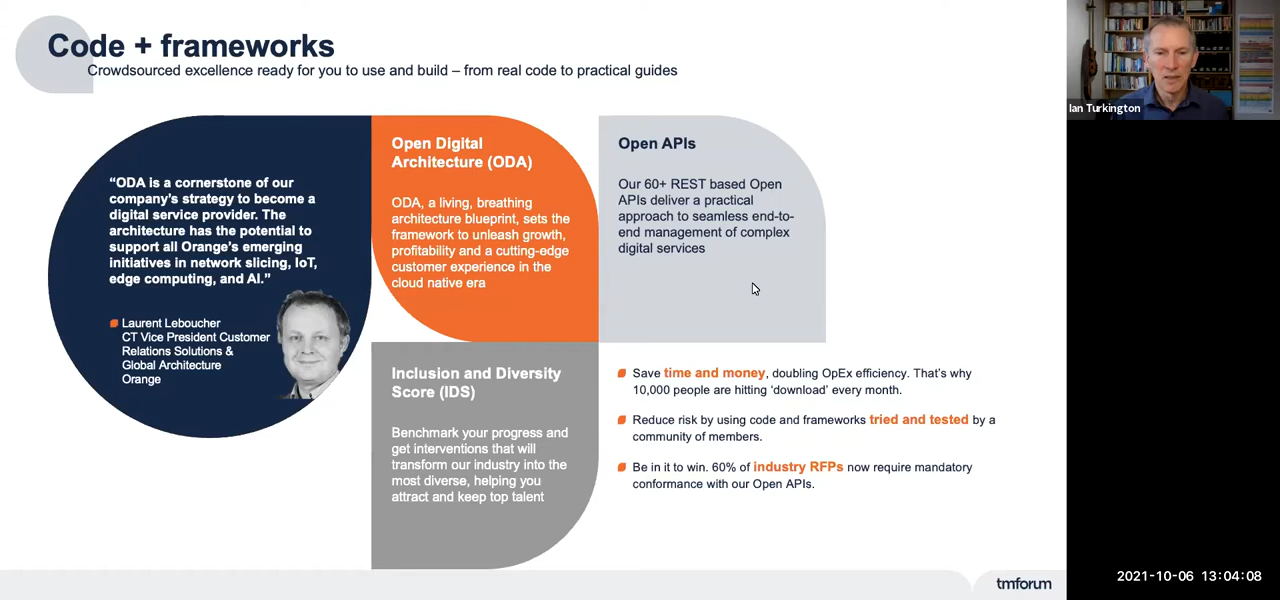 Code + frameworks
Crowdsourced excellence ready for you to use and build – from real code to practical guides
“ODA is a cornerstone of our
company’s strategy to become a
digital service provider. The
architecture has the potential to
support all Orange’s emerging
initiatives in network slicing, IoT,
edge computing, and AI.”
Laurent Leboucher
CT Vice President Customer
Relations Solutions &
Global Architecture
Orange
Open Digital
Architecture (ODA)
ODA, a living, breathing
architecture blueprint, sets the
framework to unleash growth,
profitability and a cutting-edge
customer experience in the
cloud native era
Open APIs
Our 60+ REST based Open
APIs deliver a practical
approach to seamless end-to-
end management of complex
digital services
Inclusion and Diversity
Score (IDS)
Benchmark your progress and
get interventions that will
transform our industry into the
most diverse, helping you
attract and keep top talent
Save time and money, doubling OpEx efficiency. That’s why
10,000 people are hitting ‘download’ every month.
Reduce risk by using code and frameworks tried and tested by a
community of members.
Be in it to win. 60% of industry RFPs now require mandatory
conformance with our Open APIs.
tmforum
Ian Turkington
2021-10-06 13:04:08